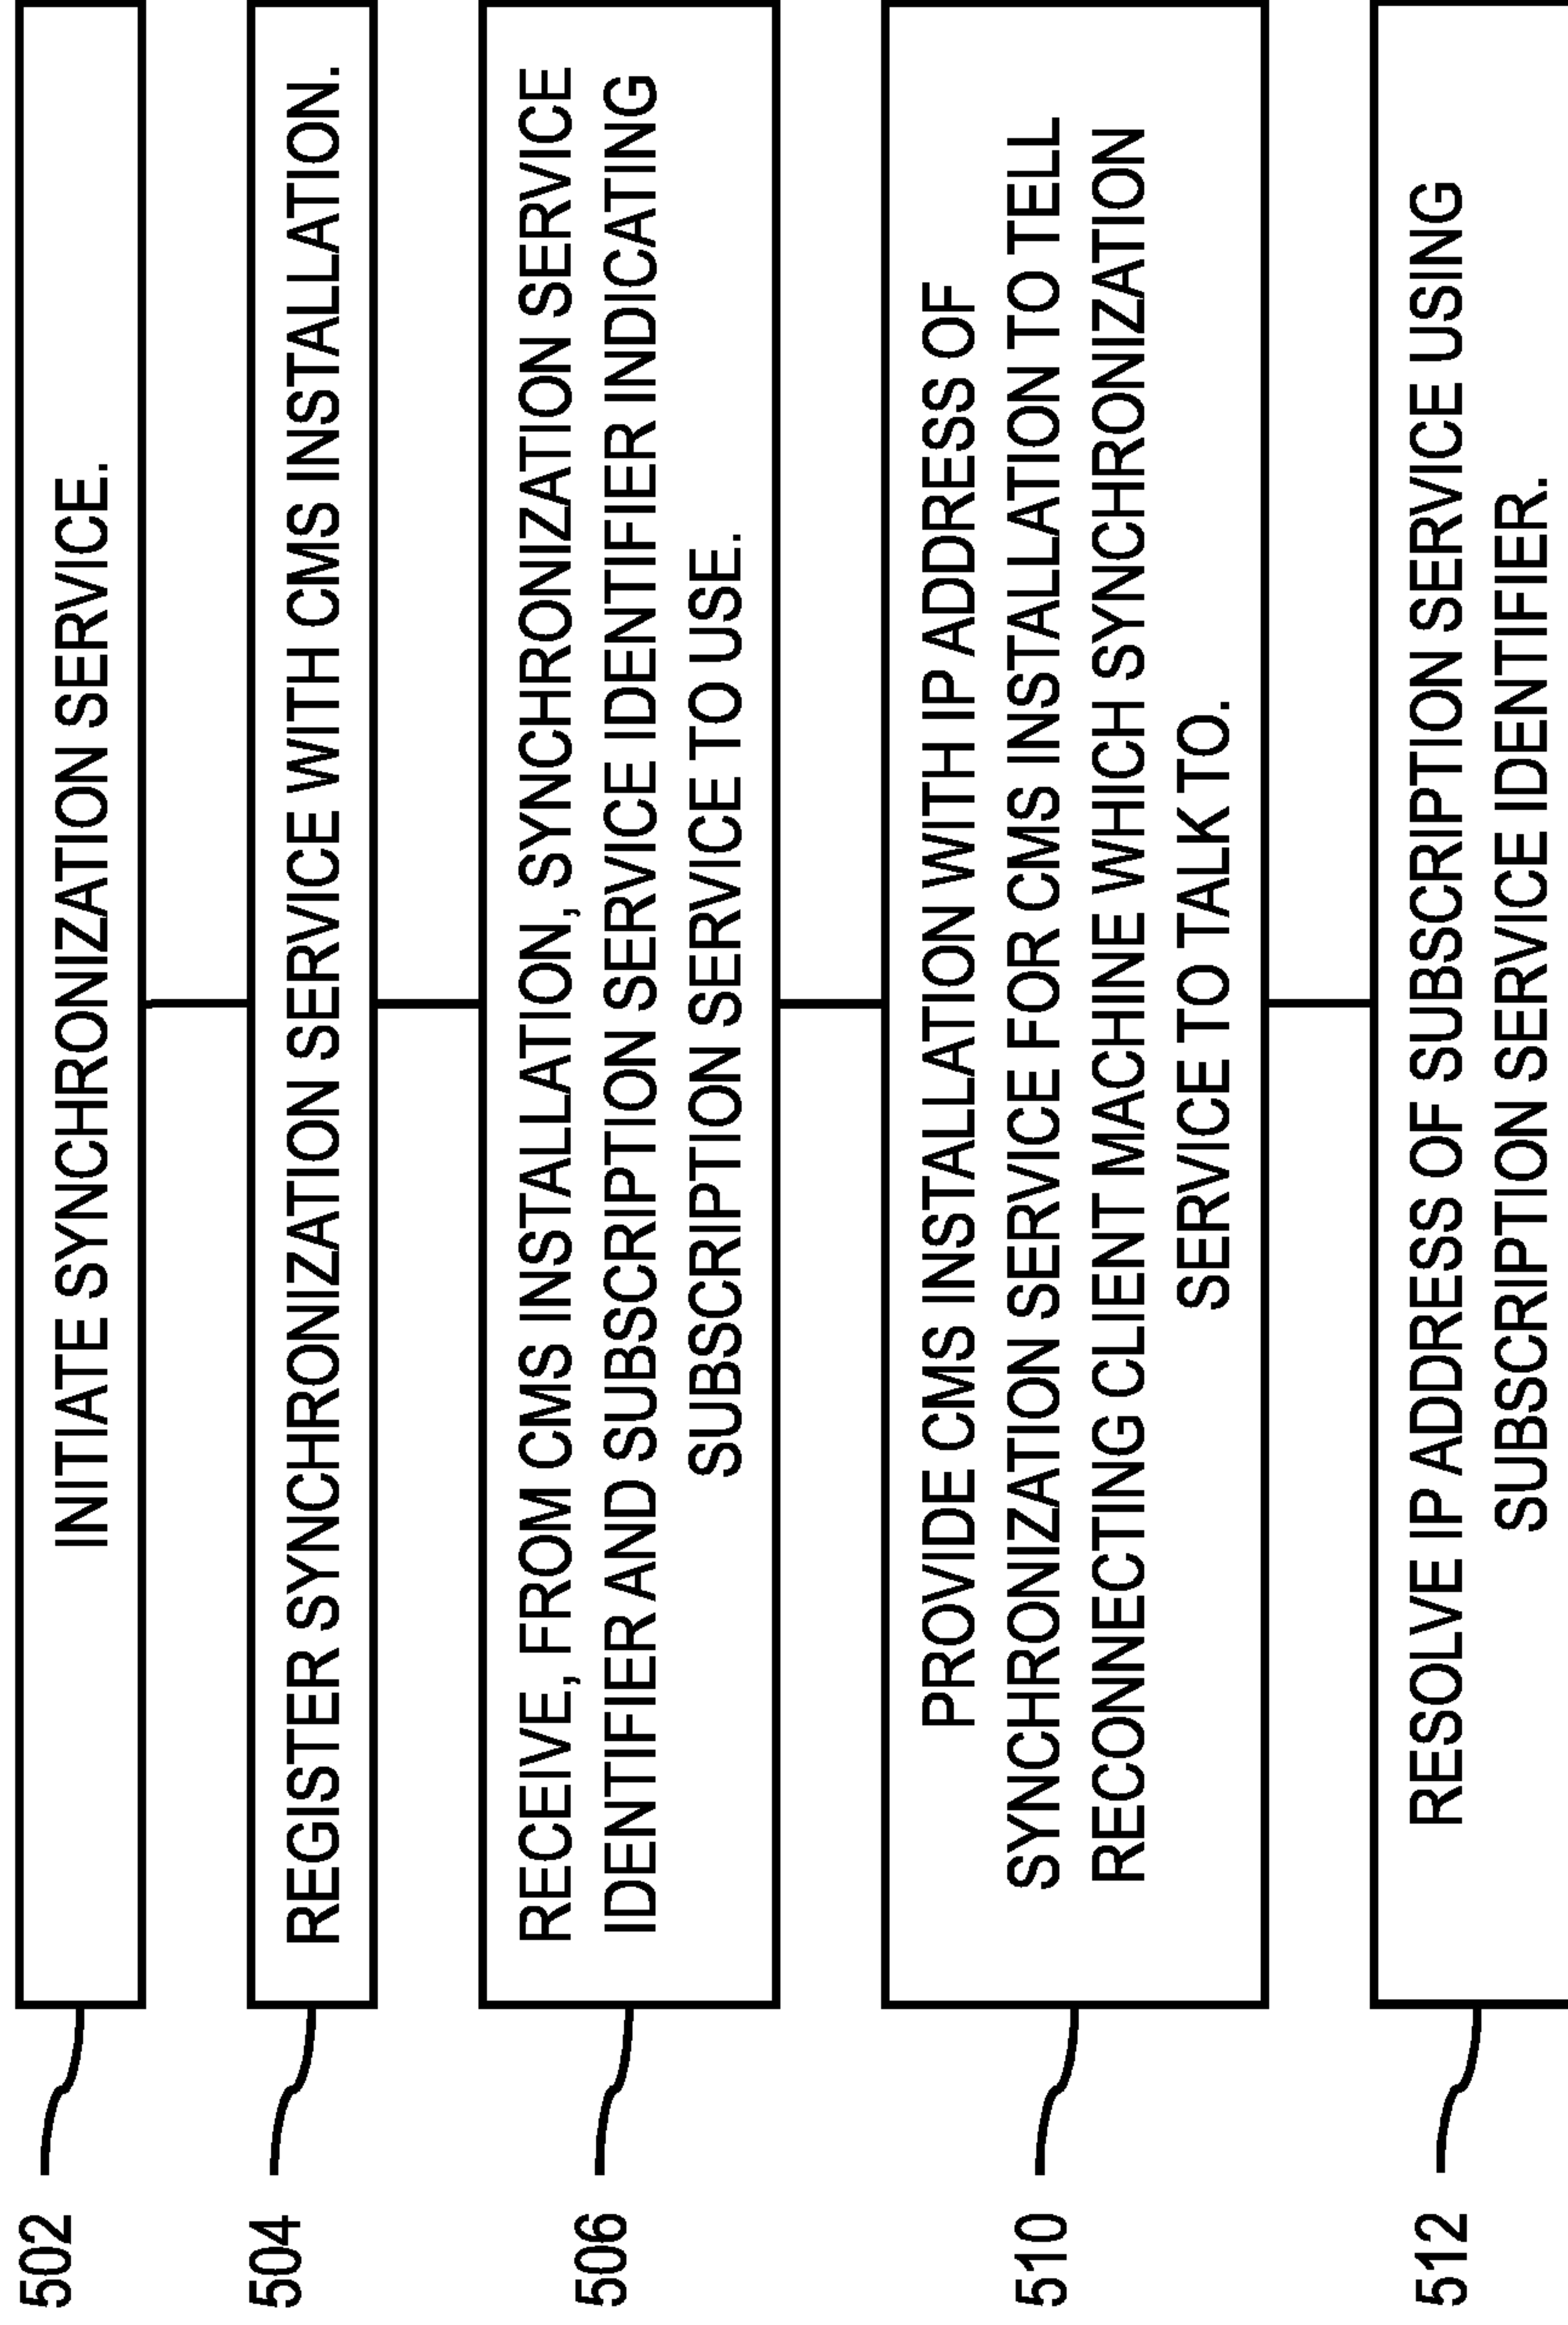 502
INITIATE SYNCHRONIZATION SERVICE.
504
REGISTER SYNCHRONIZATION SERVICE WITH CMS INSTALLATION.
506
RECEIVE, FROM CMS INSTALLATION, SYNCHRONIZATION SERVICE
IDENTIFIER AND SUBSCRIPTION SERVICE IDENTIFIER INDICATING
SUBSCRIPTION SERVICE TO USE.
510
PROVIDE CMS INSTALLATION WITH IP ADDRESS OF
SYNCHRONIZATION SERVICE FOR CMS INSTALLATION TO TELL
RECONNECTING CLIENT MACHINE WHICH SYNCHRONIZATION
SERVICE TO TALK TO.
512
RESOLVE IP ADDRESS OF SUBSCRIPTION SERVICE USING
SUBSCRIPTION SERVICE IDENTIFIER.